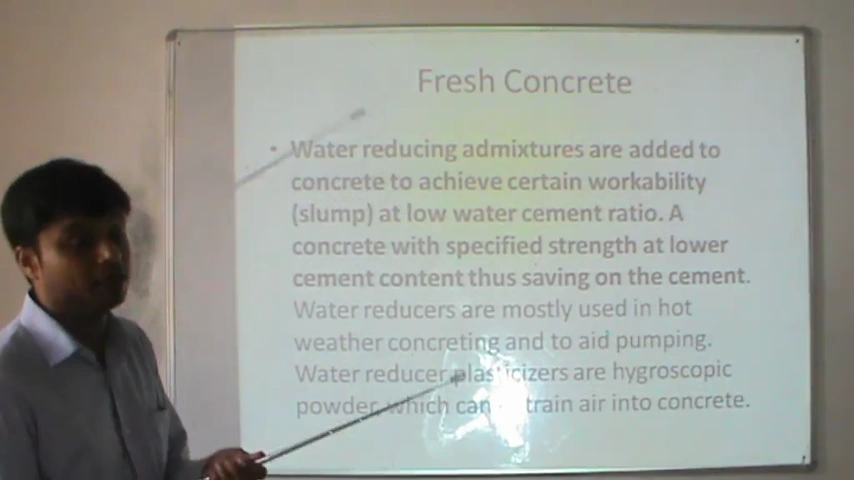 Fresh Concrete
• Water reducing admixtures are added to
concrete to achieve certain workability
(slump) at low water cement ratio. A
concrete with specified strength at lower
cement content thus saving on the cement.
Water reducers are mostly used in hot
weather concreting and to aid pumping.
Water reducer plasticizers are hygroscopic
powder, which can air into concrete.